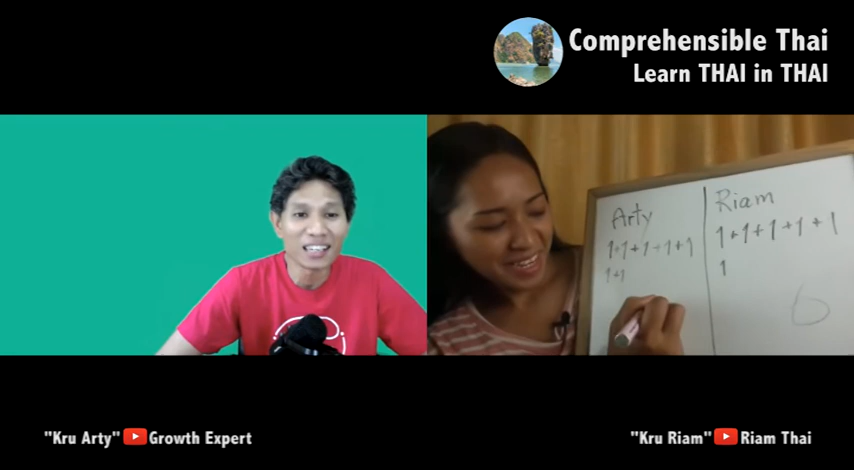 Comprehensible Thai
Learn THAI in THAI
Arty
1+1+1+1+1
1+1
Riam
1+1+1+1+1
1
6
"Kru Arty" Growth Expert
"Kru Riam" Riam Thai